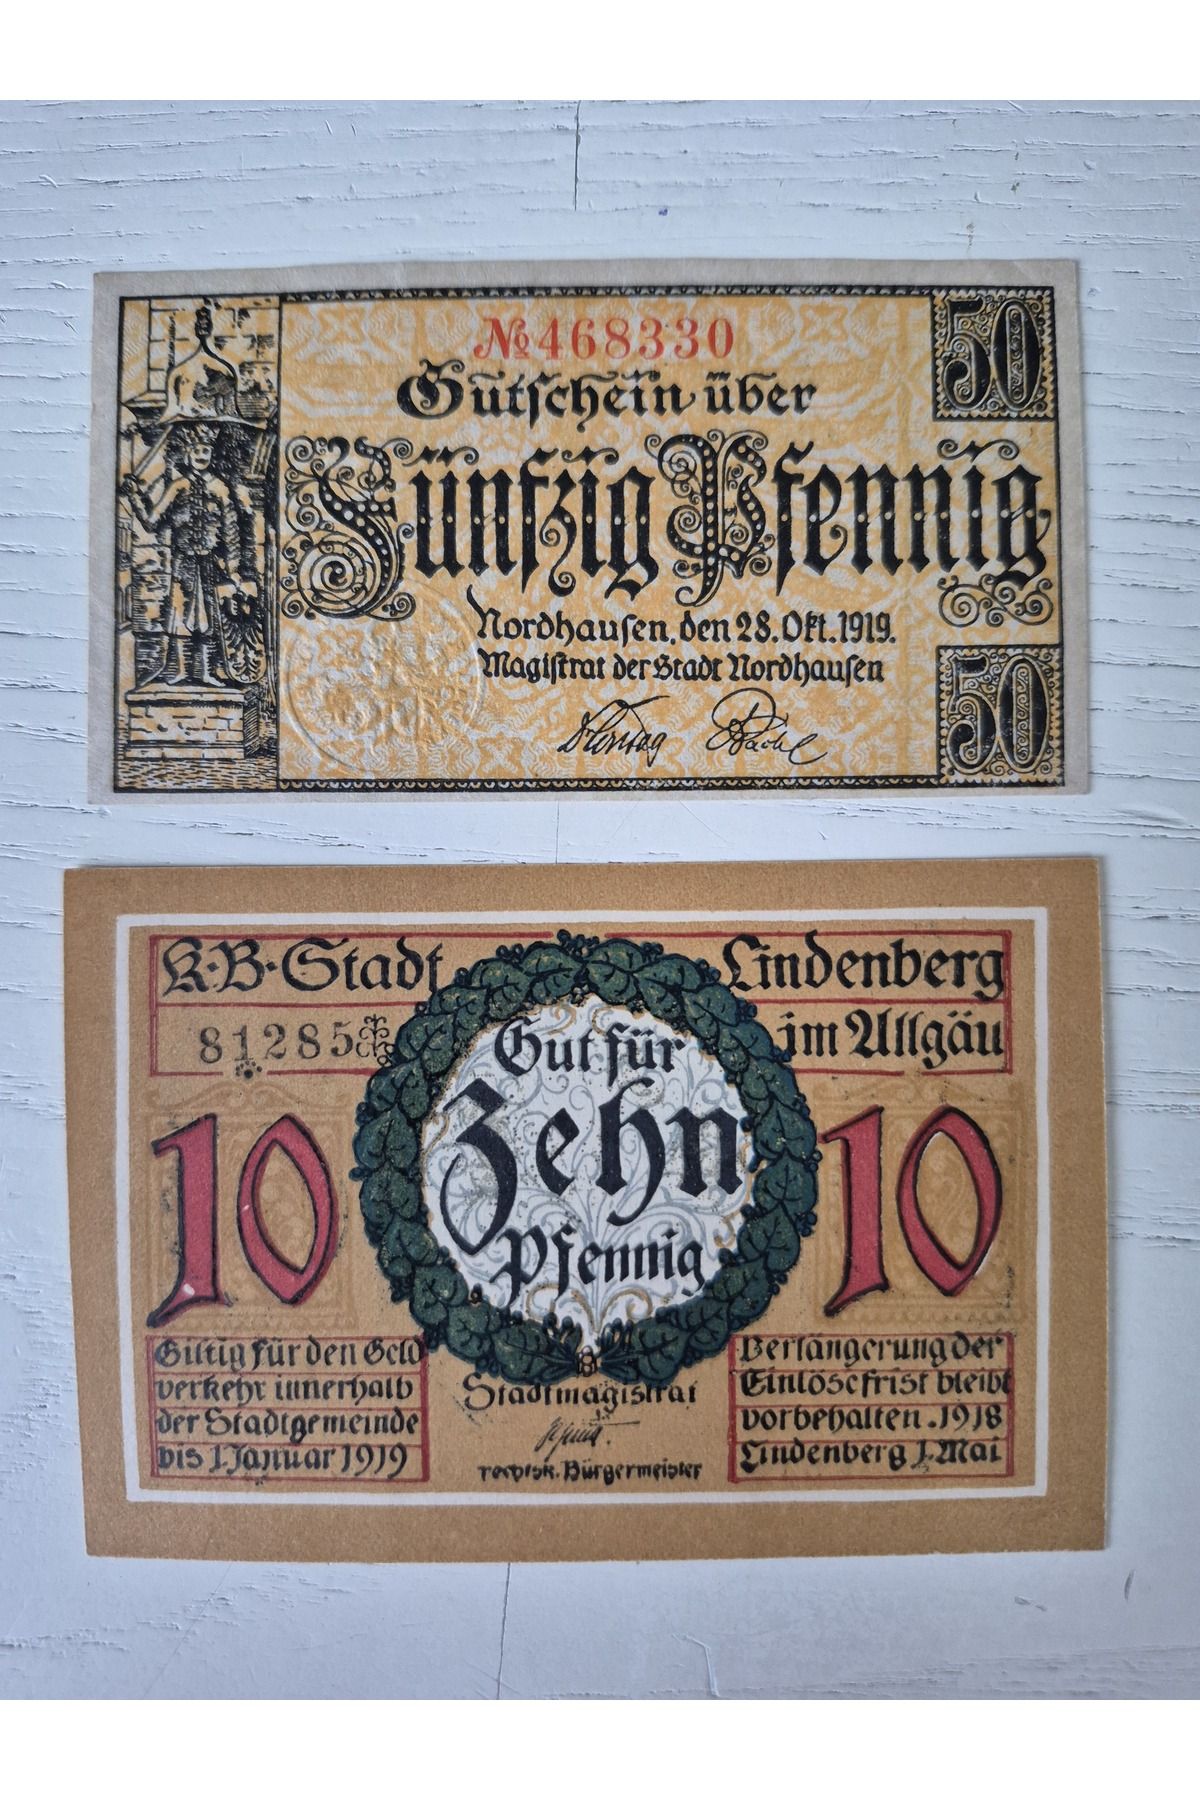 №468330
50
Gutschein über
Fünfzig Pfennig
Nordhausen, den 28. Okt. 1919.
Magistrat der Stadt Nordhausen
50
K·B·Stadt Lindenberg
81285 im Allgäu
Gut für
Zehn
Pfennig
10 10
Giltig für den Geld
verkehr innerhalb
der Stadtgemeinde
bis 1. Januar 1919
Stadtmagistrat
rechtsk. Bürgermeister
Verlängerung der
Einlösefrist bleibt
vorbehalten. 1918
Lindenberg 1. Mai